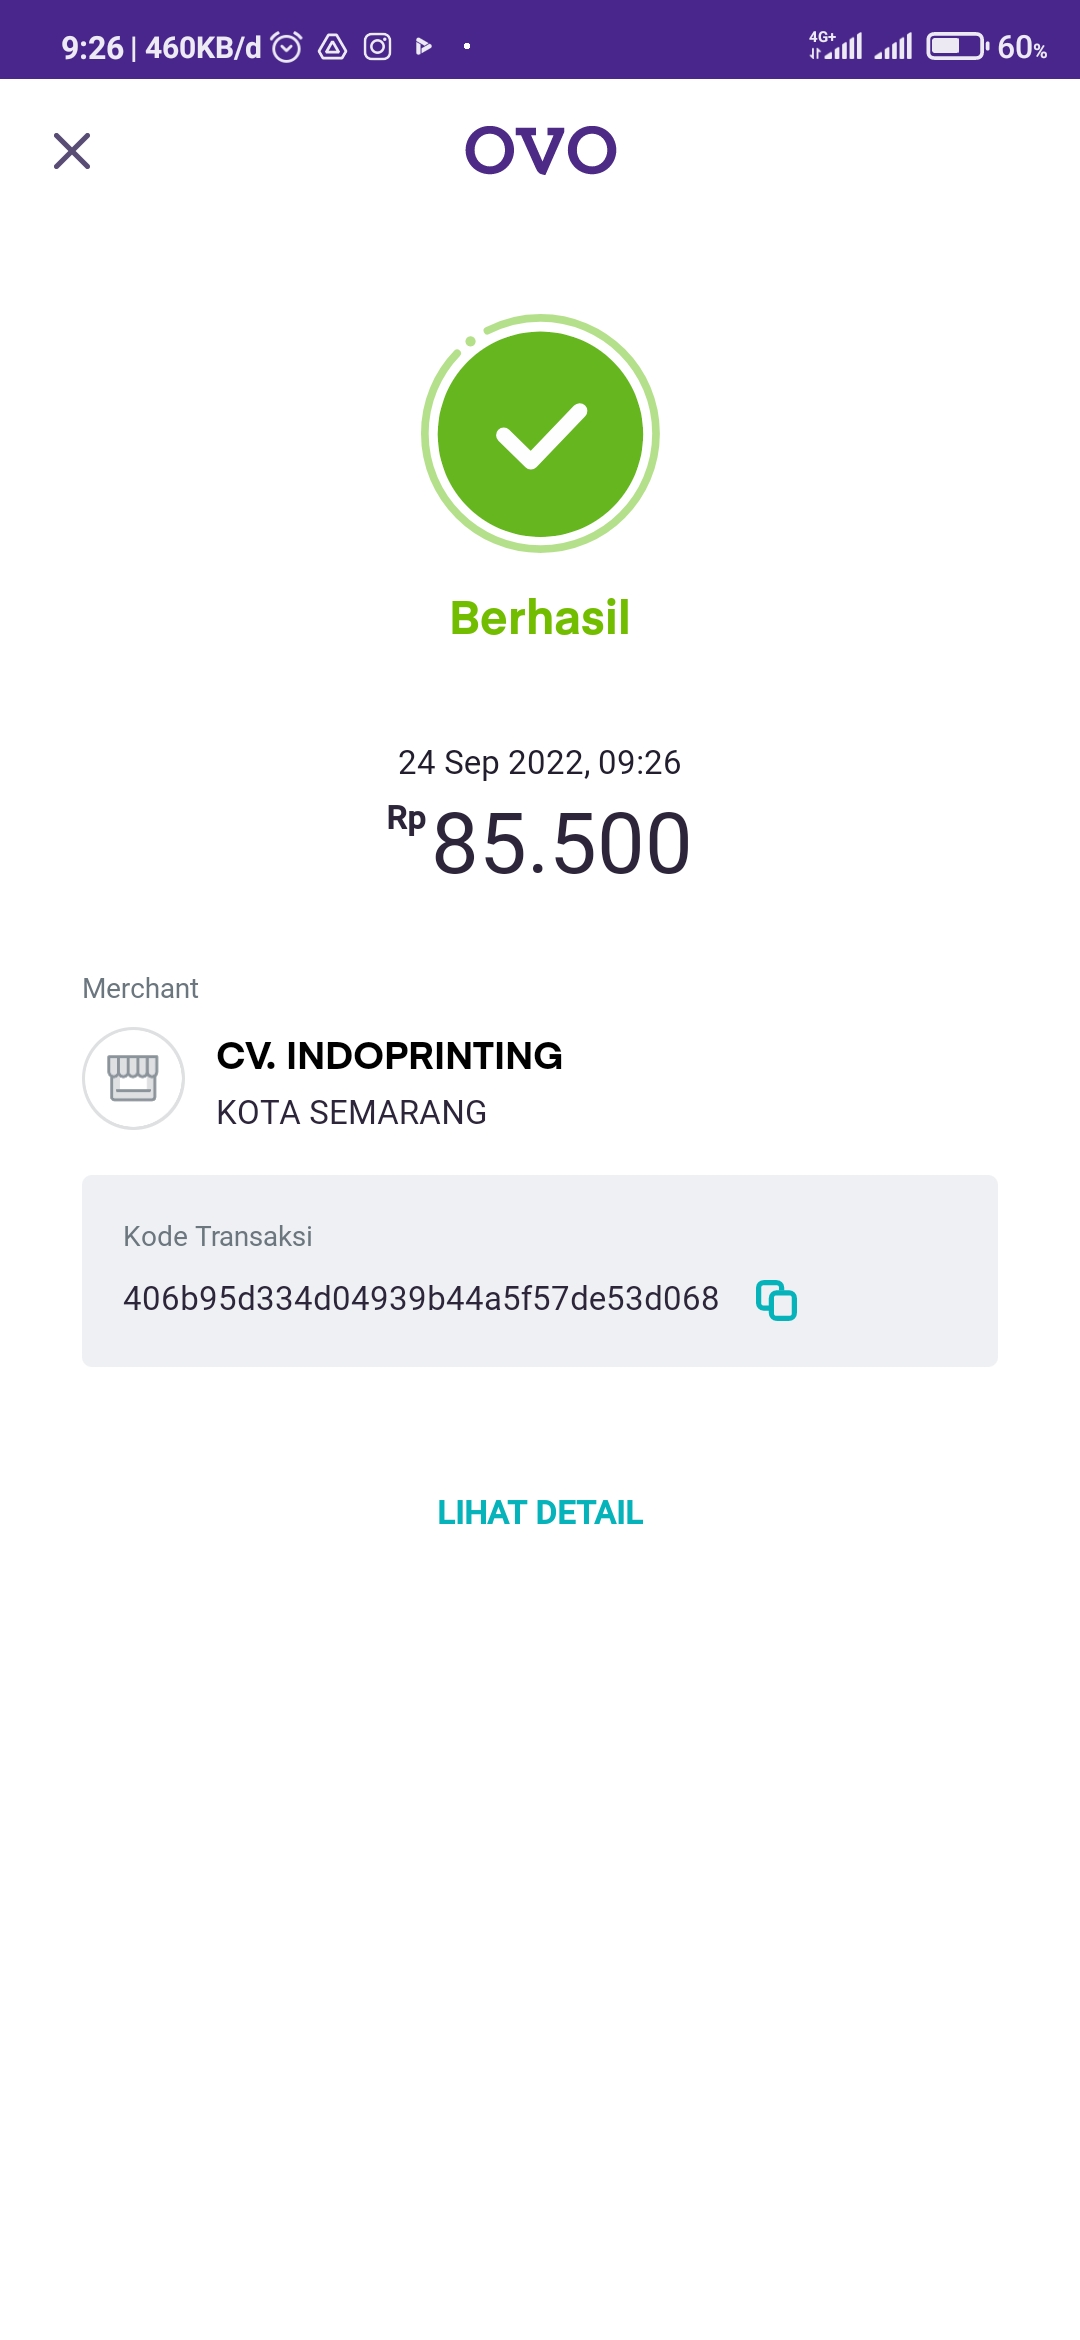 9:26 | 460KB/d
4G+
60%
OVO
Berhasil
24 Sep 2022, 09:26
Rp 85.500
Merchant
CV. INDOPRINTING
KOTA SEMARANG
Kode Transaksi
406b95d334d04939b44a5f57de53d068
LIHAT DETAIL